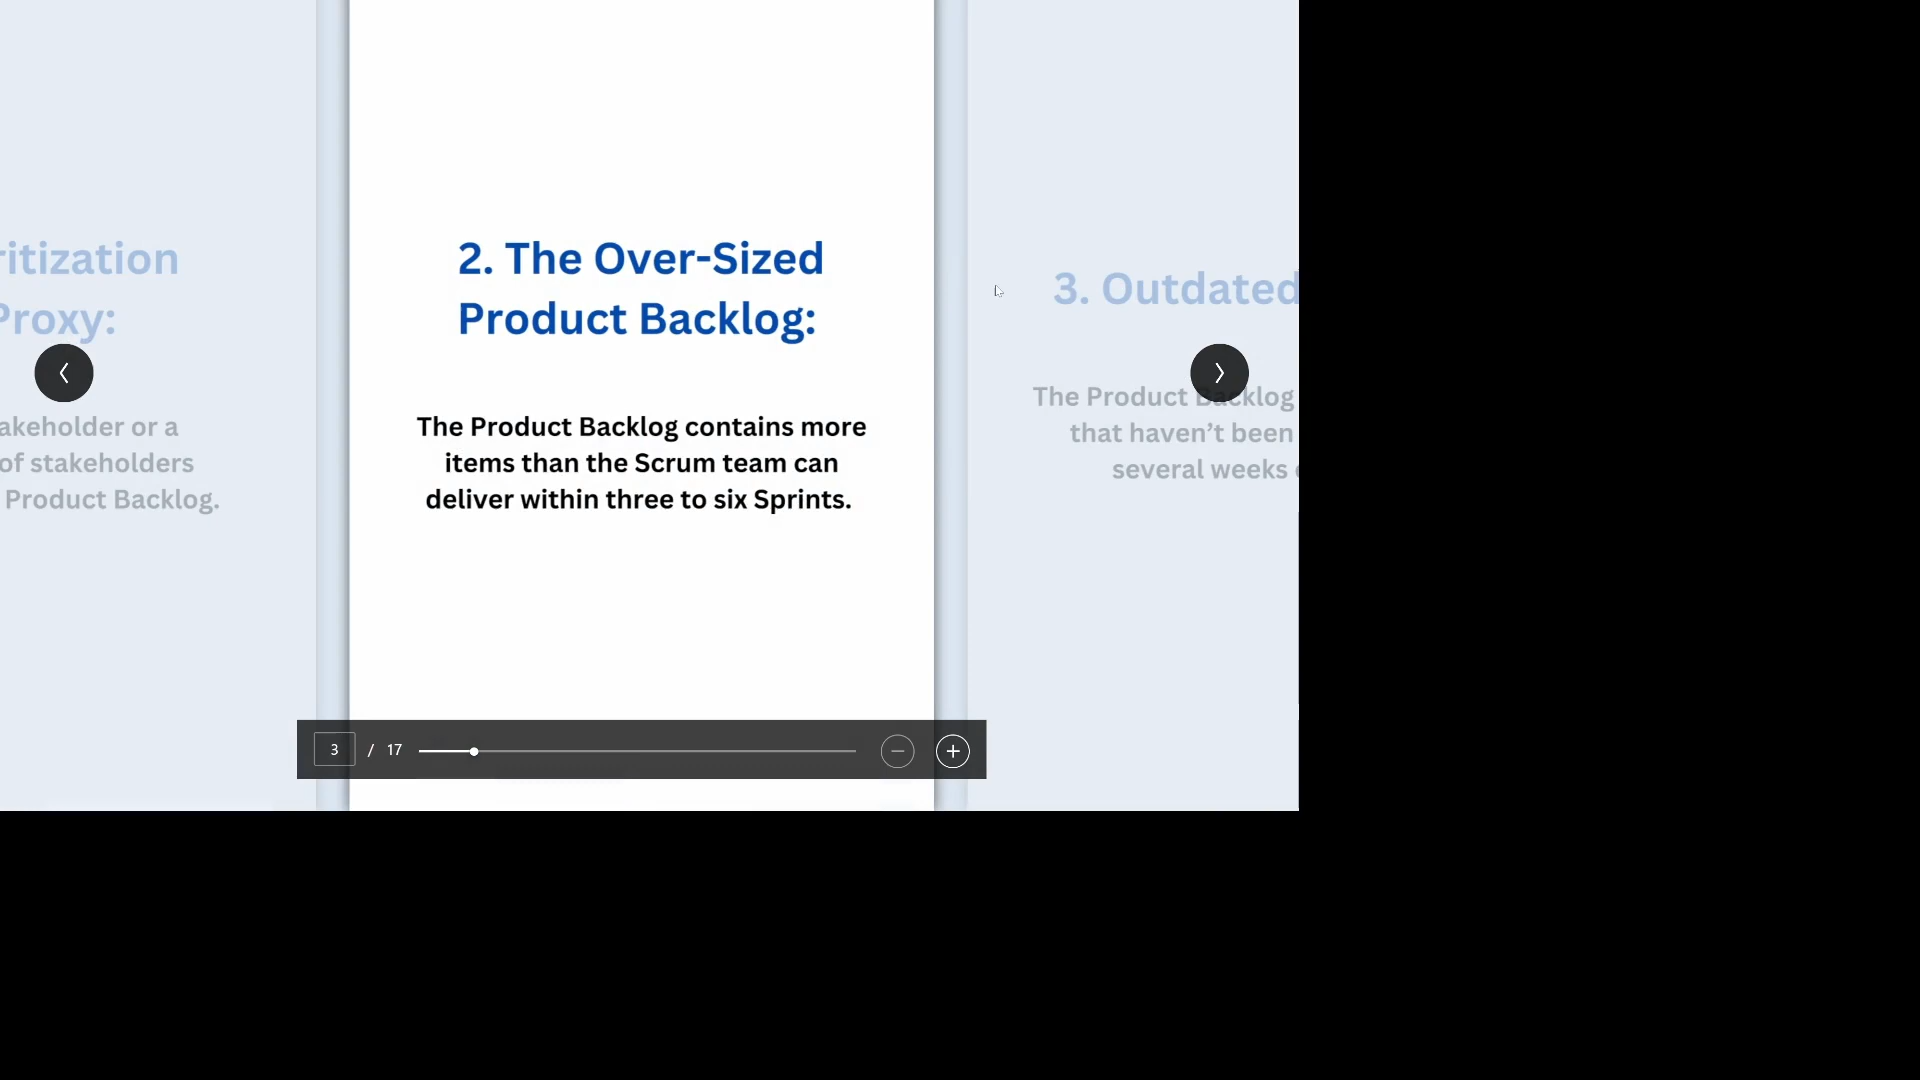 ritization
Proxy:
akeholder or a
of stakeholders
Product Backlog.
2. The Over-Sized
Product Backlog:
The Product Backlog contains more
items than the Scrum team can
deliver within three to six Sprints.
3. Outdated
The Product Backlog
that haven't been
several weeks
3 / 17